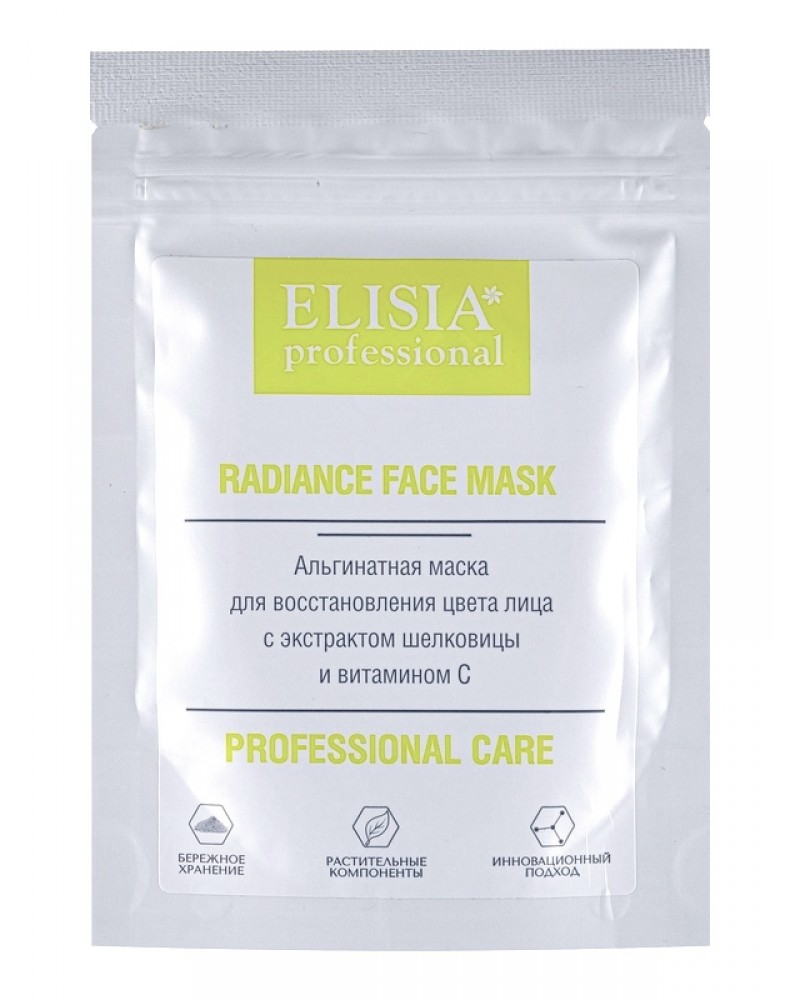 ELISIA*
professional
RADIANCE FACE MASK
Альгинатная маска
для восстановления цвета лица
с экстрактом шелковицы
и витамином С
PROFESSIONAL CARE
БЕРЕЖНОЕ
ХРАНЕНИЕ
РАСТИТЕЛЬНЫЕ
КОМПОНЕНТЫ
ИННОВАЦИОННЫЙ
ПОДХОД